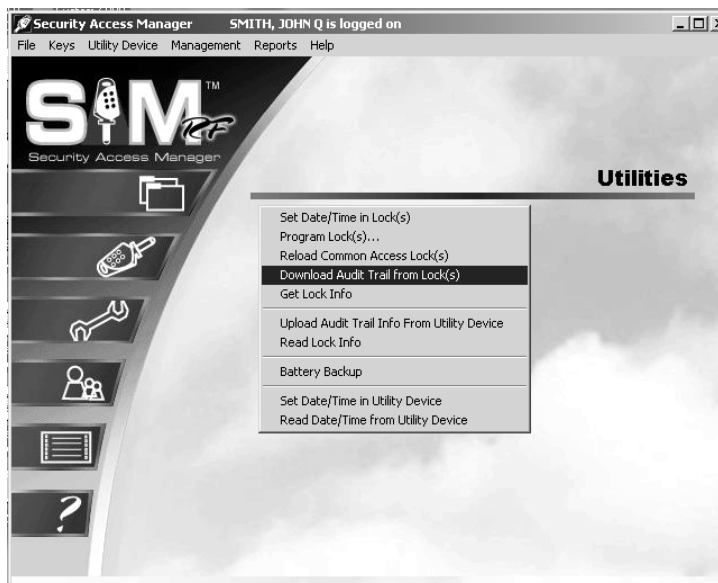 Security Access Manager SMITH, JOHN Q is logged on
File Keys Utility Device Management Reports Help
SAM TM
RF
Security Access Manager
Utilities
Set Date/Time in Lock(s)
Program Lock(s)...
Reload Common Access Lock(s)
Download Audit Trail from Lock(s)
Get Lock Info
Upload Audit Trail Info From Utility Device
Read Lock Info
Battery Backup
Set Date/Time in Utility Device
Read Date/Time from Utility Device
?